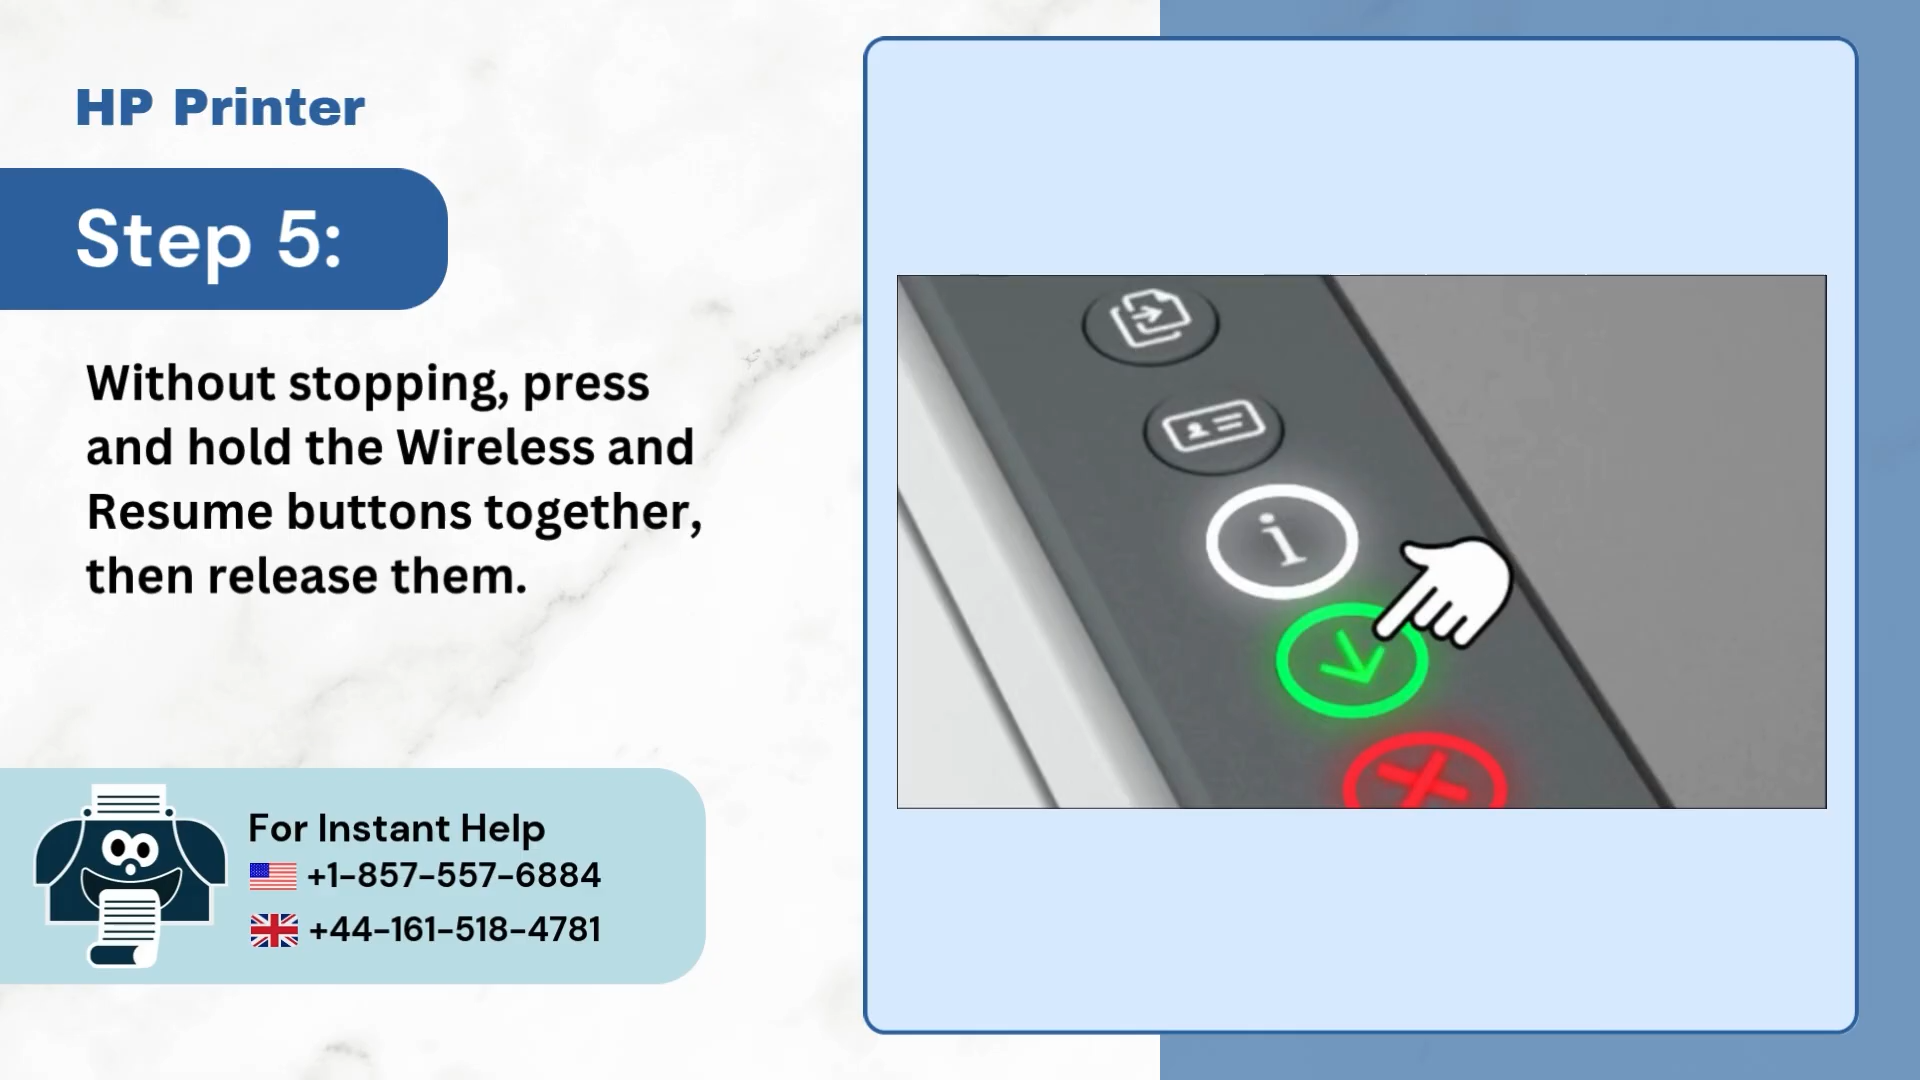 HP Printer
Step 5:
Without stopping, press
and hold the Wireless and
Resume buttons together,
then release them.
For Instant Help
+1-857-557-6884
+44-161-518-4781
i